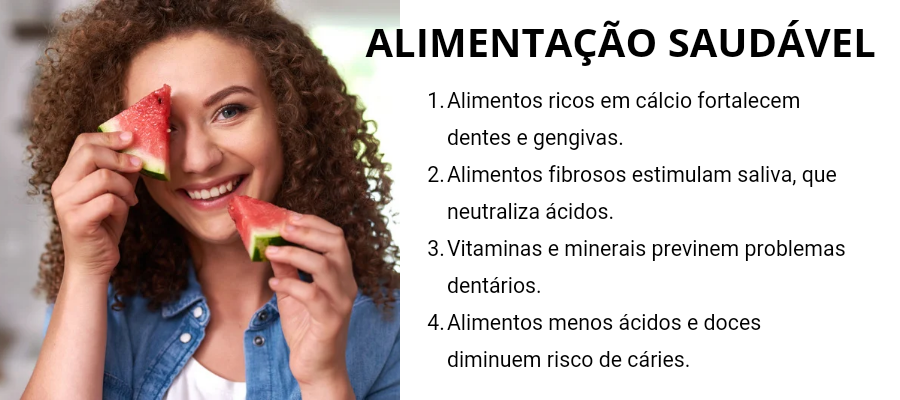 ALIMENTAÇÃO SAUDÁVEL
1. Alimentos ricos em cálcio fortalecem
dentes e gengivas.
2. Alimentos fibrosos estimulam saliva, que
neutraliza ácidos.
3. Vitaminas e minerais previnem problemas
dentários.
4. Alimentos menos ácidos e doces
diminuem risco de cáries.